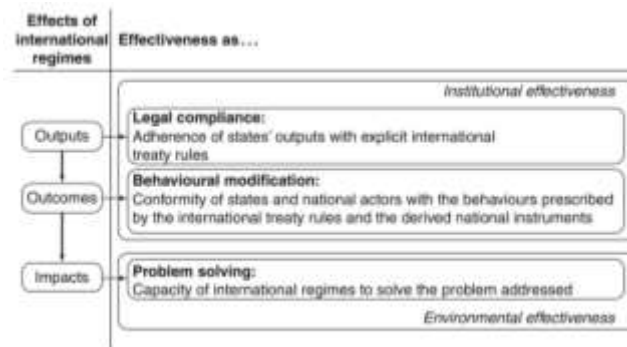 Effects of
international
regimes
Effectiveness as…
Institutional effectiveness
Outputs
Legal compliance:
Adherence of states' outputs with explicit international
treaty rules
Outcomes
Behavioural modification:
Conformity of states and national actors with the behaviours prescribed
by the international treaty rules and the derived national instruments
Impacts
Problem solving:
Capacity of international regimes to solve the problem addressed
Environmental effectiveness